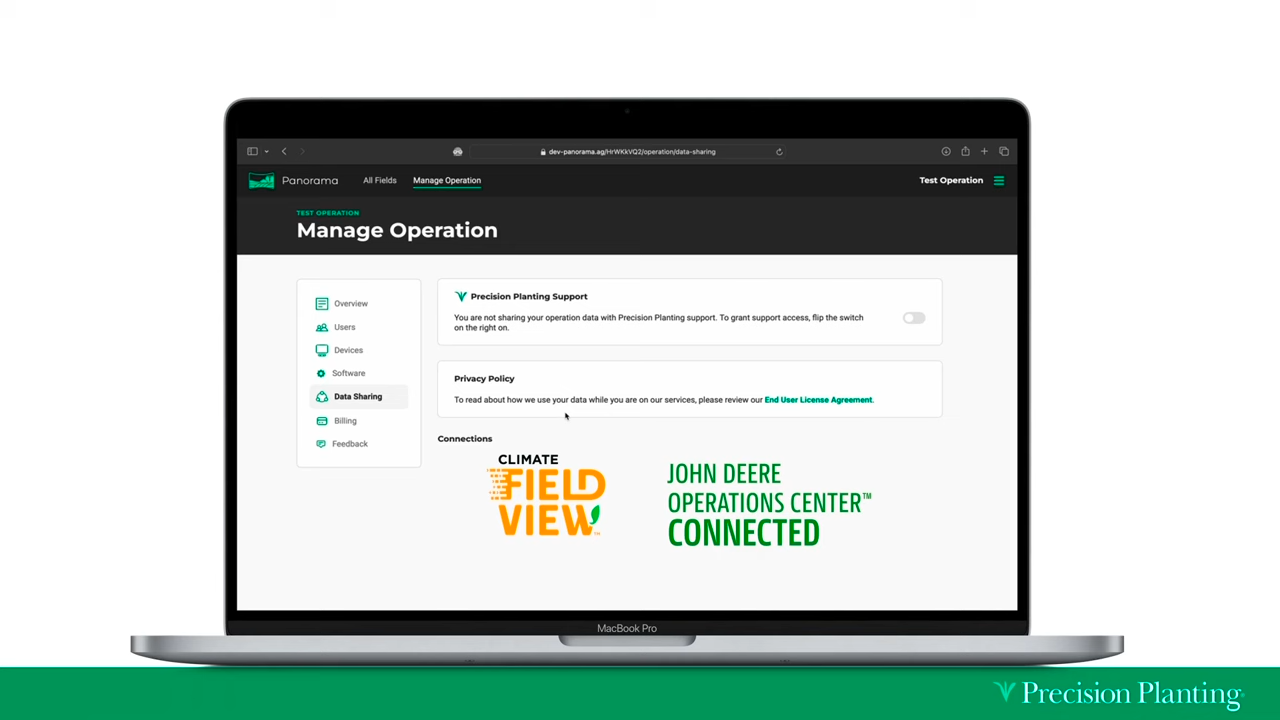 dev-panorama.ag/HrWKkVQ2/operation/data-sharing
Panorama
All Fields
Manage Operation
Test Operation
TEST OPERATION
Manage Operation
Overview
Users
Devices
Software
Data Sharing
Billing
Feedback
Precision Planting Support
You are not sharing your operation data with Precision Planting support. To grant support access, flip the switch
on the right on.
Privacy Policy
To read about how we use your data while you are on our services, please review our End User License Agreement.
Connections
CLIMATE
FIELD
VIEW™
JOHN DEERE
OPERATIONS CENTER™
CONNECTED
MacBook Pro
Precision Planting